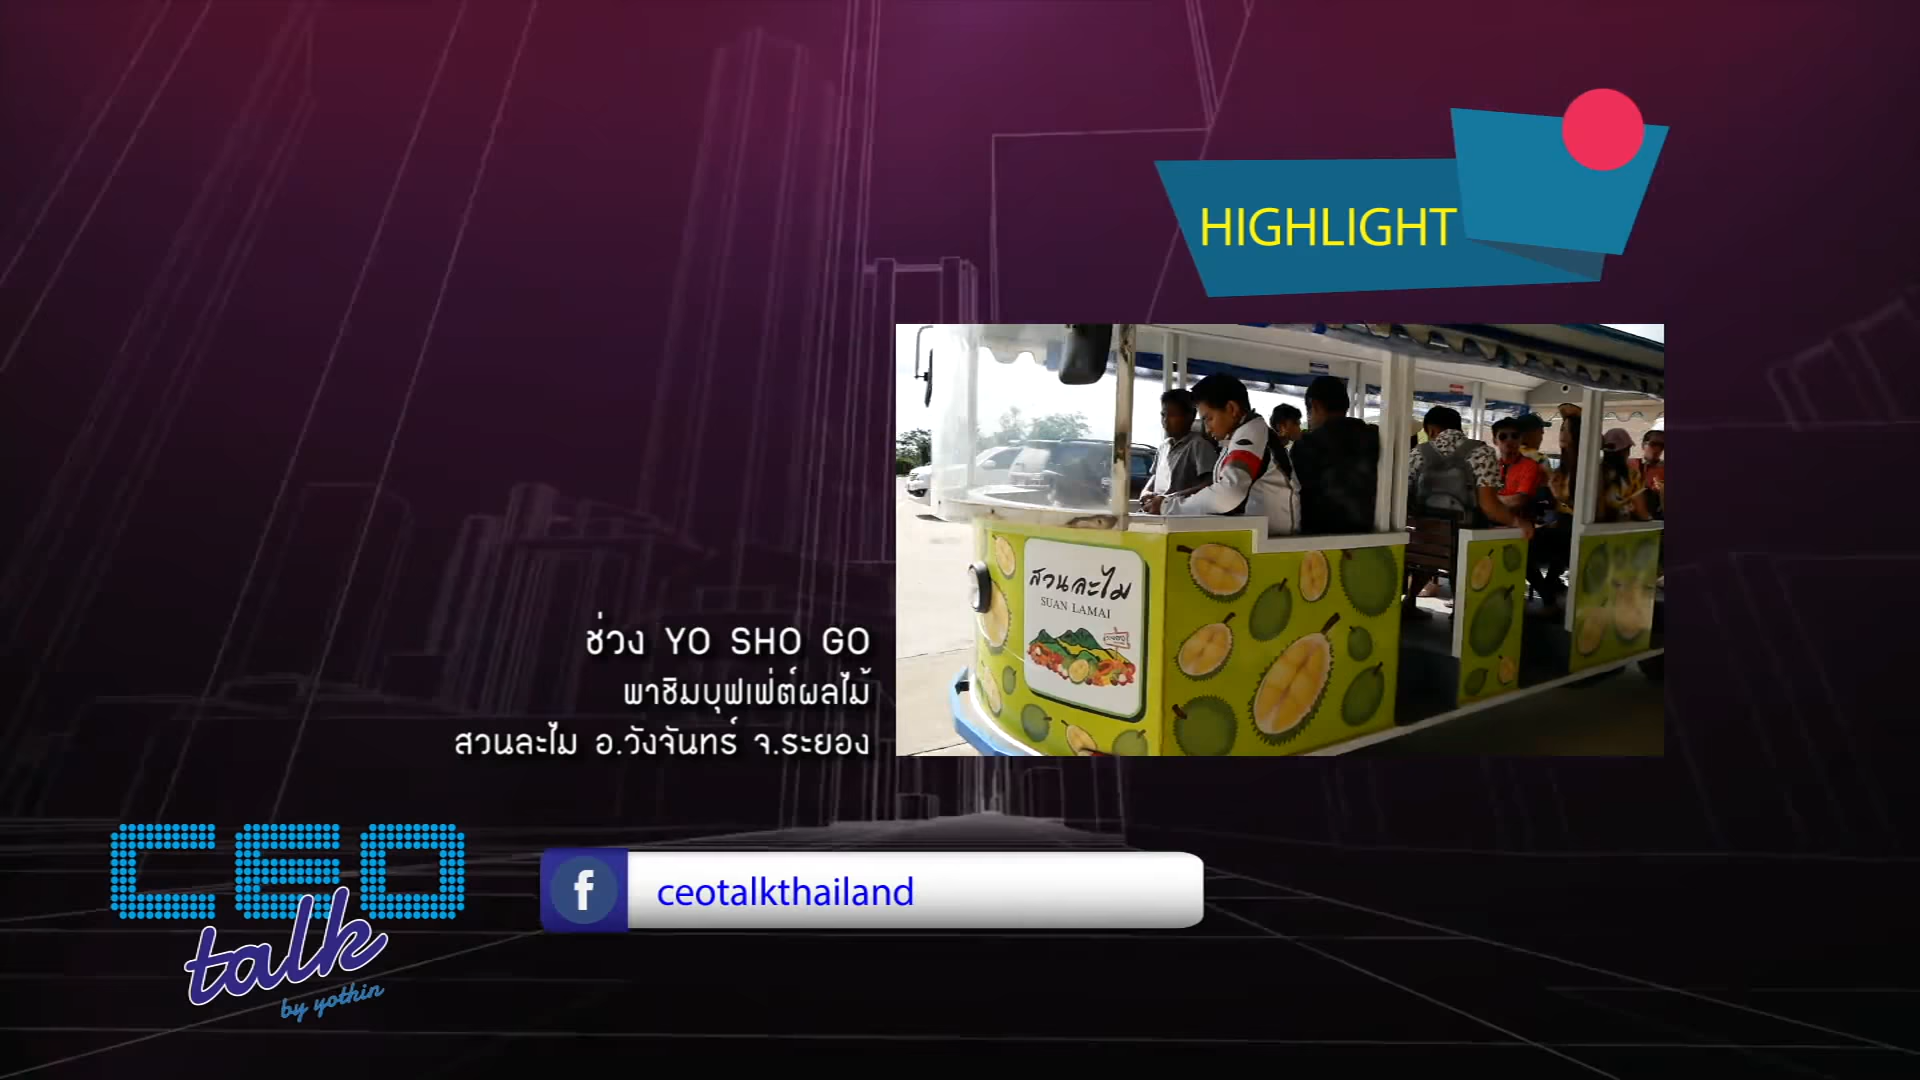 HIGHLIGHT
สวนละไม
SUAN LAMAI
ช่วง YO SHO GO
พาชิมบุฟเฟ่ต์ผลไม้
สวนละไม อ.วังจันทร์ จ.ระยอง
CEO
talk
by yothin
f ceotalkthailand